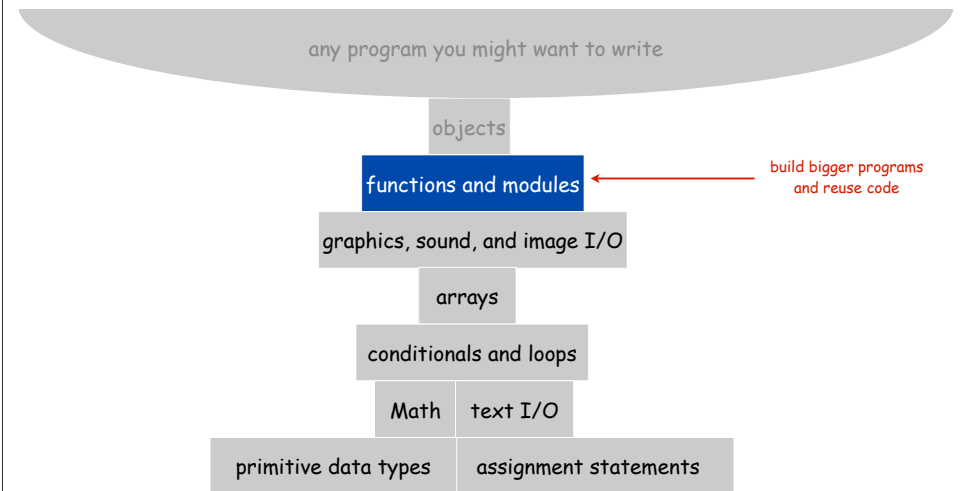 any program you might want to write
objects
functions and modules
build bigger programs
and reuse code
graphics, sound, and image I/O
arrays
conditionals and loops
Math text I/O
primitive data types assignment statements